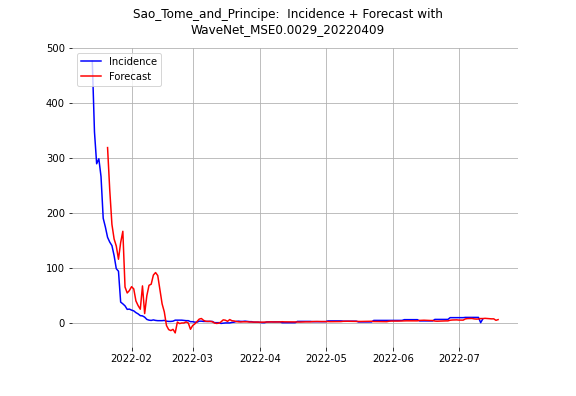 Sao_Tome_and_Principe:  Incidence + Forecast with
WaveNet_MSE0.0029_20220409
500
Incidence
Forecast
400
300
200
100
0
2022-02 2022-03 2022-04 2022-05 2022-06 2022-07